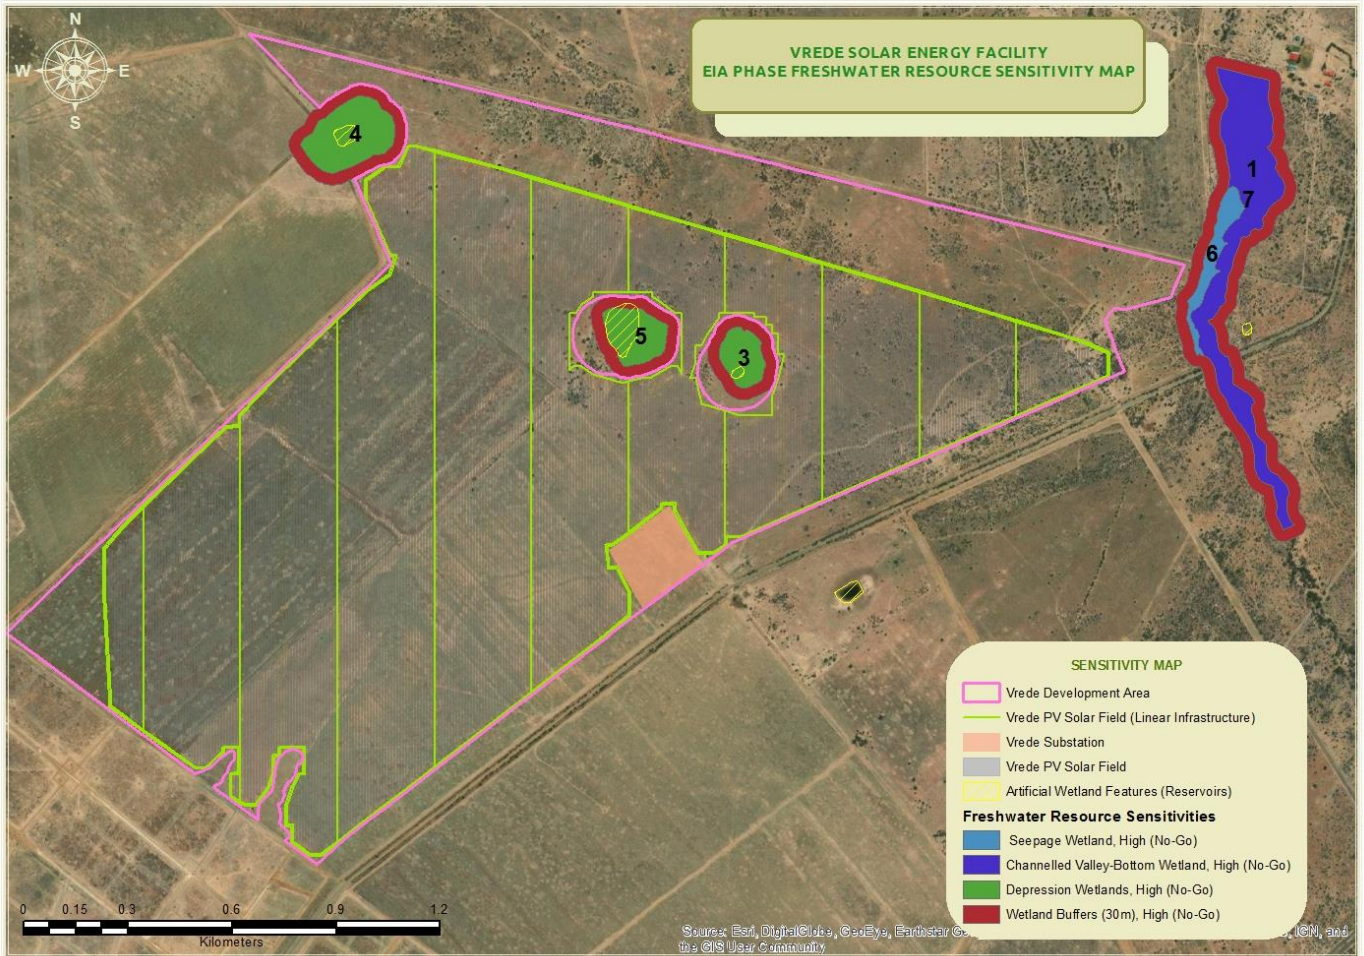 N
W E
S
VREDE SOLAR ENERGY FACILITY
EIA PHASE FRESHWATER RESOURCE SENSITIVITY MAP
4
1
7
6
5
3
SENSITIVITY MAP
Vrede Development Area
Vrede PV Solar Field (Linear Infrastructure)
Vrede Substation
Vrede PV Solar Field
Artificial Wetland Features (Reservoirs)
Freshwater Resource Sensitivities
Seepage Wetland, High (No-Go)
Channelled Valley-Bottom Wetland, High (No-Go)
Depression Wetlands, High (No-Go)
Wetland Buffers (30m), High (No-Go)
0 0.15 0.3 0.6 0.9 1.2
Kilometers
Source: Esri, DigitalGlobe, GeoEye, Earthstar IGN, and
the GIS User Community